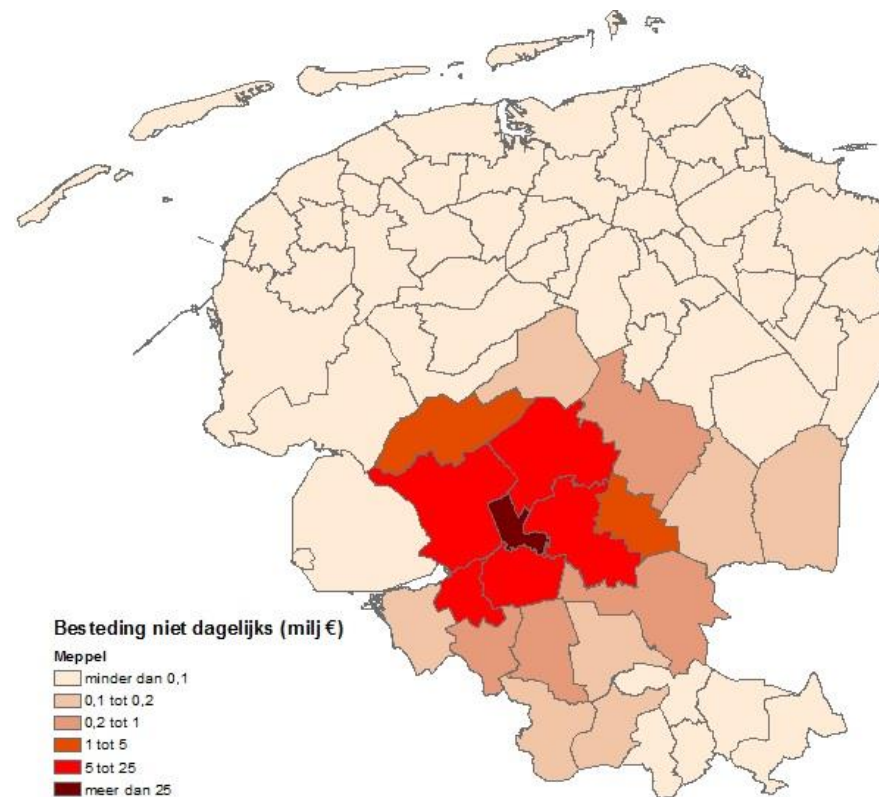 Besteding niet dagelijks (milj €)
Meppel
minder dan 0,1
0,1 tot 0,2
0,2 tot 1
1 tot 5
5 tot 25
meer dan 25